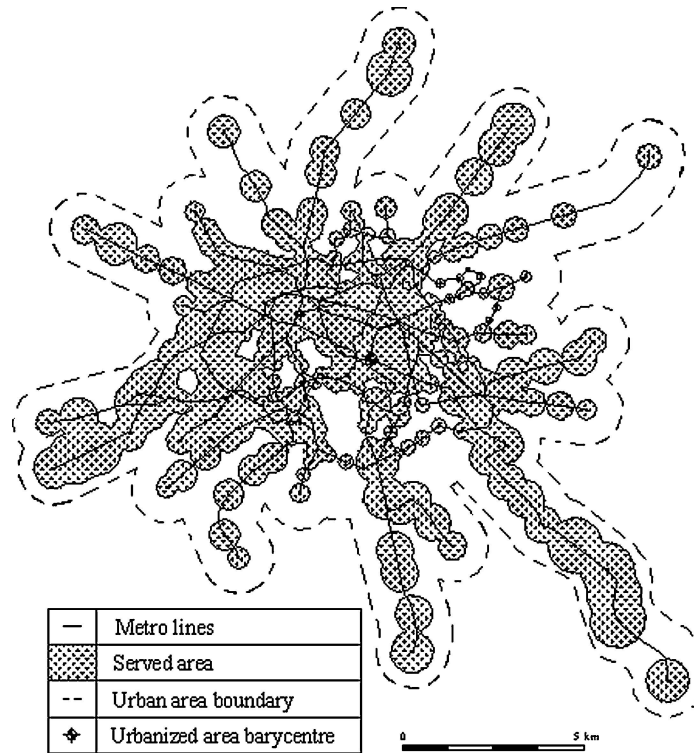 Metro lines
Served area
Urban area boundary
Urbanized area barycentre
0 5 km